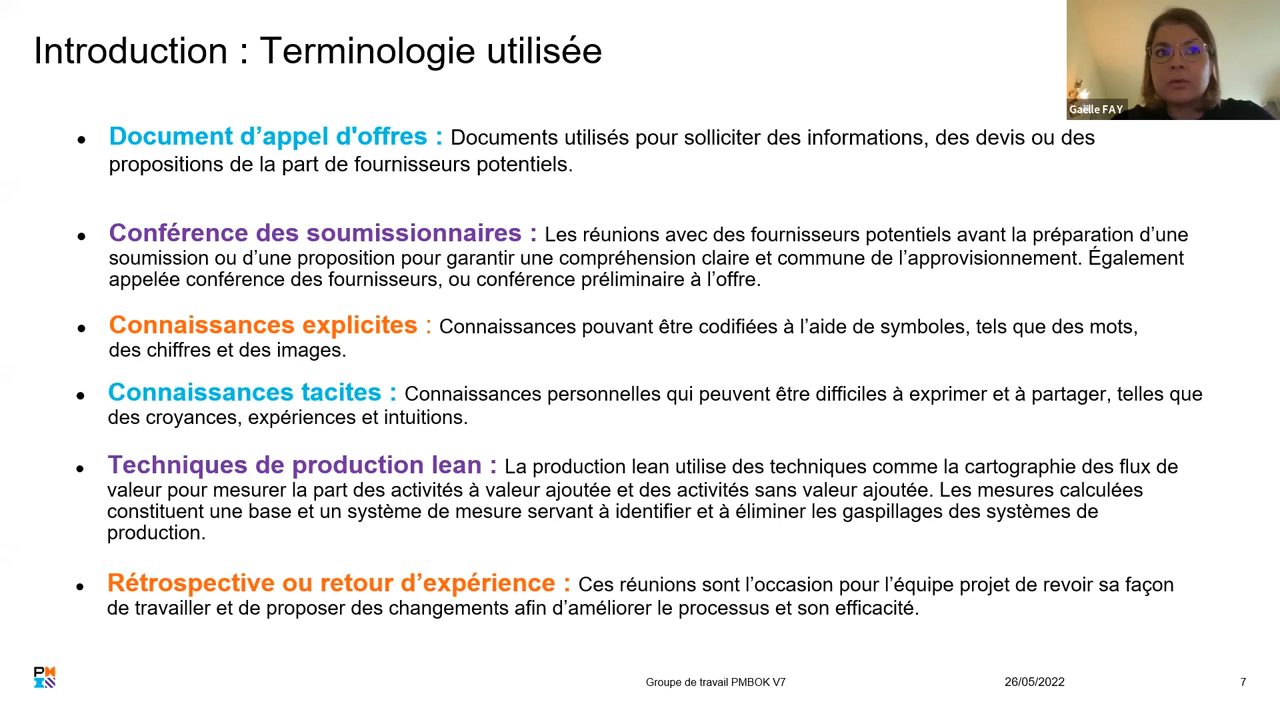 Introduction : Terminologie utilisée
Gaëlle FAY
• Document d’appel d'offres : Documents utilisés pour solliciter des informations, des devis ou des
propositions de la part de fournisseurs potentiels.
• Conférence des soumissionnaires : Les réunions avec des fournisseurs potentiels avant la préparation d’une
soumission ou d’une proposition pour garantir une compréhension claire et commune de l’approvisionnement. Également
appelée conférence des fournisseurs, ou conférence préliminaire à l’offre.
• Connaissances explicites : Connaissances pouvant être codifiées à l’aide de symboles, tels que des mots,
des chiffres et des images.
• Connaissances tacites : Connaissances personnelles qui peuvent être difficiles à exprimer et à partager, telles que
des croyances, expériences et intuitions.
• Techniques de production lean : La production lean utilise des techniques comme la cartographie des flux de
valeur pour mesurer la part des activités à valeur ajoutée et des activités sans valeur ajoutée. Les mesures calculées
constituent une base et un système de mesure servant à identifier et à éliminer les gaspillages des systèmes de
production.
• Rétrospective ou retour d’expérience : Ces réunions sont l’occasion pour l’équipe projet de revoir sa façon
de travailler et de proposer des changements afin d’améliorer le processus et son efficacité.
Groupe de travail PMBOK V7
26/05/2022
7